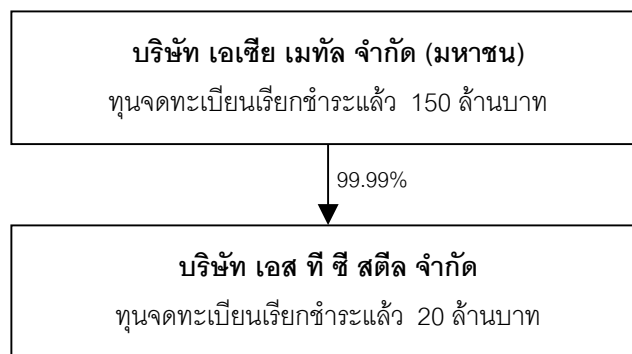 บริษัท เอเซีย เมทัล จำกัด (มหาชน)
ทุนจดทะเบียนเรียกชำระแล้ว 150 ล้านบาท
99.99%
บริษัท เอส ที ซี สตีล จำกัด
ทุนจดทะเบียนเรียกชำระแล้ว 20 ล้านบาท